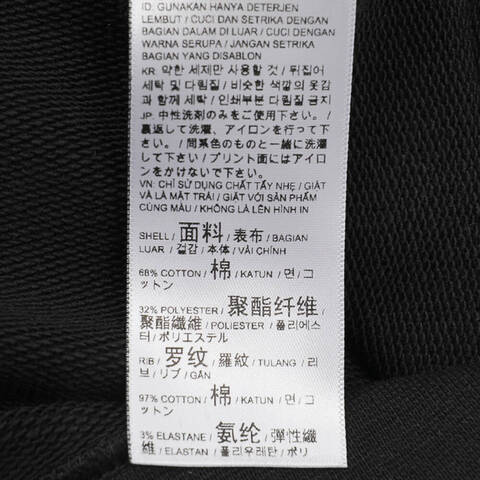 ID: GUNAKAN HANYA DETERJEN
LEMBUT / CUCI DAN SETRIKA DENGAN
BAGIAN DALAM DI LUAR / CUCI DENGAN
WARNA SERUPA / JANGAN SETRIKA
BAGIAN YANG DISABLON
KR: 약한 세제만 사용할 것 / 뒤집어
세탁 및 다림질 / 비슷한 색깔의 옷감
과 함께 세탁 / 인쇄부분 다림질 금지
JP: 中性洗剤のみをご使用下さい。 /
裏返して洗濯、アイロンを行って下
さい。 / 同系色のものと一緒に洗濯
して下さい / プリント面にはアイロ
ンをかけないで下さい。
VN: CHỈ SỬ DỤNG CHẤT TẨY NHẸ / GIẶT
VÀ LÀ MẶT TRÁI / GIẶT VỚI SẢN PHẨM
CÙNG MÀU / KHÔNG LÀ LÊN HÌNH IN
SHELL / 面料 / 表布 / BAGIAN
LUAR / 겉감 / 本体 / VẢI CHÍNH
68% COTTON / 棉 / KATUN / 면 / コ
ットン
32% POLYESTER / 聚酯纤维 /
聚酯纖維 / POLIESTER / 폴리에스
터 / ポリエステル
RIB / 罗纹 / 羅紋 / TULANG / 리
브 / リブ / GÂN
97% COTTON / 棉 / KATUN / 면 / コ
ットン
3% ELASTANE / 氨纶 / 彈性纖
維 / ELASTAN / 폴리우레탄 / ポリ